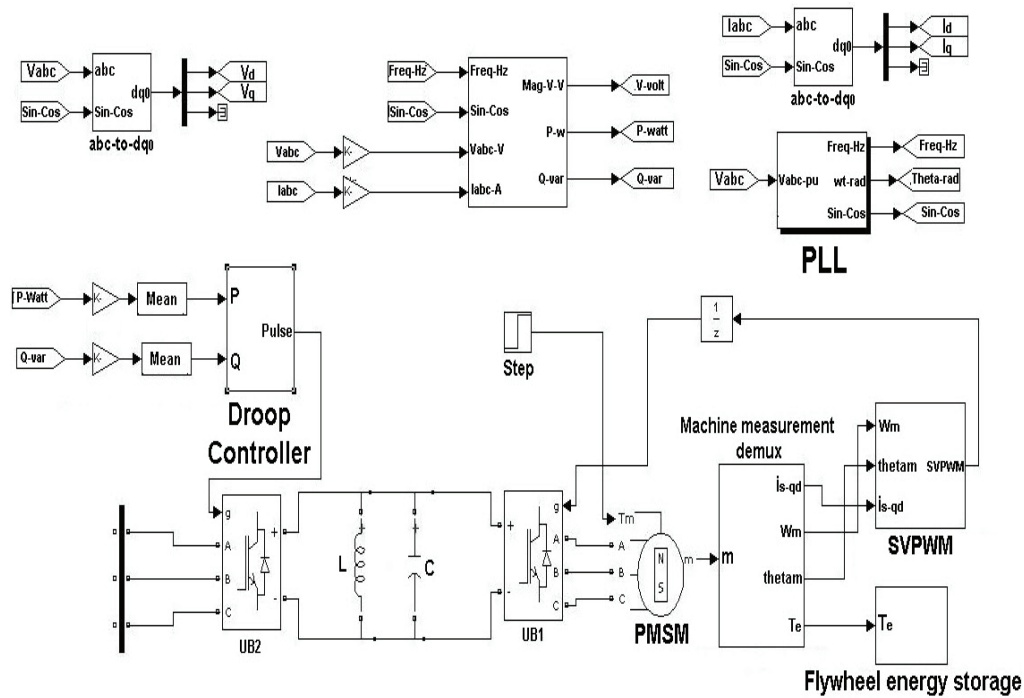 Vabc
Sin-Cos
abc
Sin-Cos
dq0
abc-to-dq0
Vd
Vq
Freq-Hz
Sin-Cos
Vabc
Iabc
K-
K-
Freq-Hz
Sin-Cos
Vabc-V
Iabc-A
Mag-V-V
P-w
Q-var
V-volt
P-watt
Q-var
Iabc
Sin-Cos
abc
Sin-Cos
dq0
abc-to-dq0
Id
Iq
Vabc
Vabc-pu
Freq-Hz
wt-rad
Sin-Cos
Freq-Hz
Theta-rad
Sin-Cos
PLL
P-Watt
K-
Mean
Q-var
K-
Mean
P
Q
Pulse
Droop
Controller
Step
1
z
Machine measurement
demux
g
A
B
C
+
-
UB2
L
+
C
+
g
+
-
A
B
C
UB1
Tm
A
B
C
N
S
m
PMSM
m
is-qd
Wm
thetam
Te
Wm
thetam
is-qd
SVPWM
SVPWM
Te
Flywheel energy storage